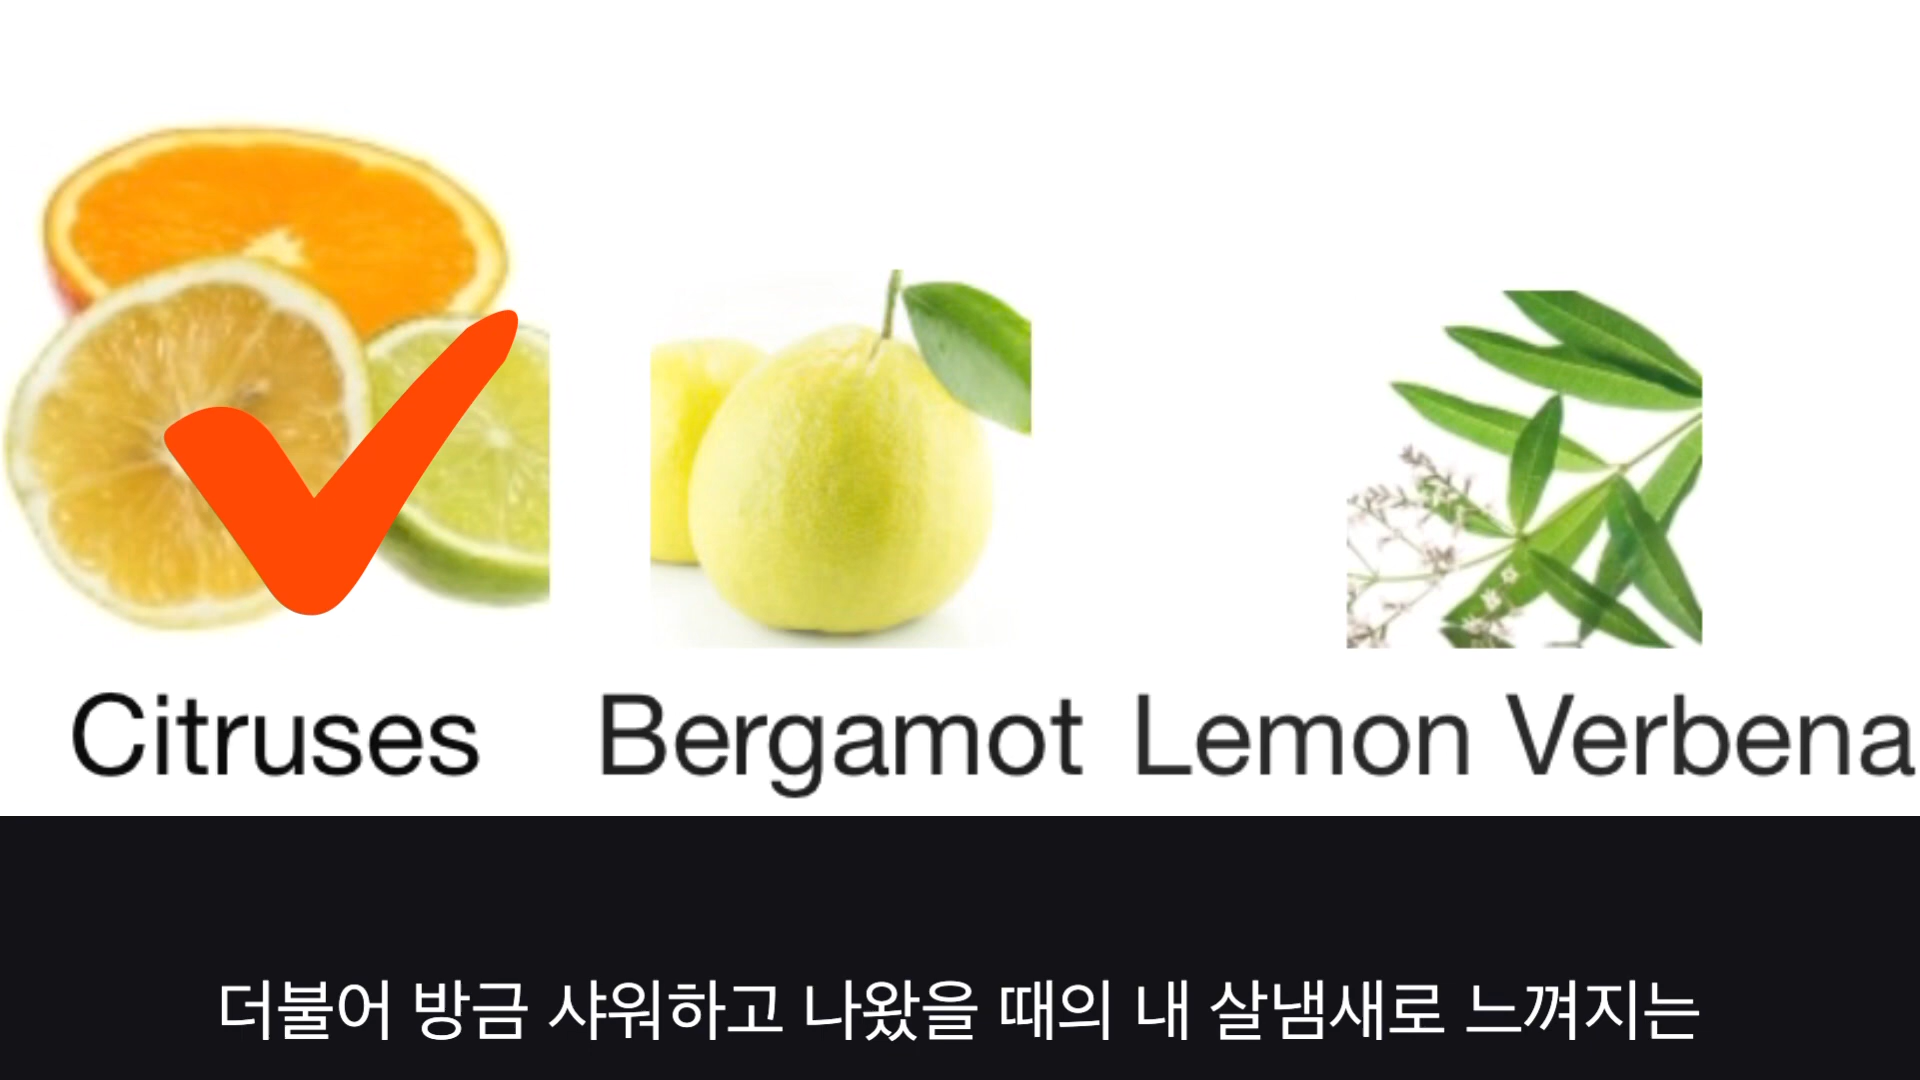 Citruses Bergamot Lemon Verbena
더불어 방금 샤워하고 나왔을 때의 내 살냄새로 느껴지는